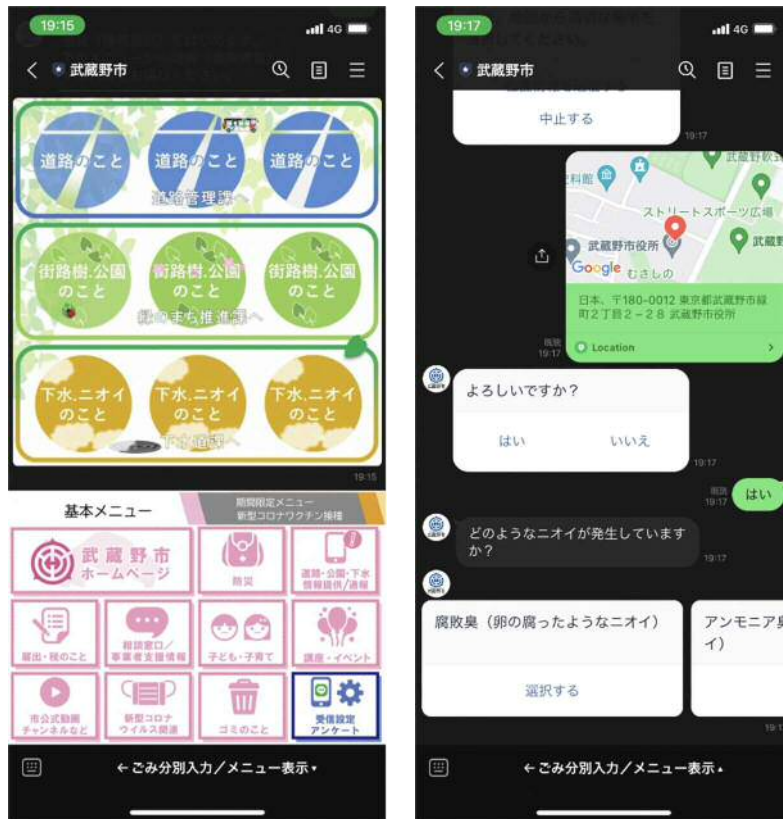 19:15
4G
武蔵野市
道路のこと
道路のこと
道路のこと
道路管理課へ
街路樹.公園
のこと
街路樹.公園
のこと
街路樹.公園
のこと
緑のまち推進課へ
下水.ニオイ
のこと
下水.ニオイ
のこと
下水.ニオイ
のこと
下水道課へ
19:15
基本メニュー
期間限定メニュー
新型コロナワクチン接種
武蔵野市
ホームページ
防災
道路・公園・下水
情報提供/通報
届出・税のこと
相談窓口/
事業者支援情報
子ども・子育て
講座・イベント
市公式動画
チャンネルなど
新型コロナ
ウイルス関連
ゴミのこと
受信設定
アンケート
←ごみ分別入力/メニュー表示▾
19:17
4G
武蔵野市
中止する
19:17
ストリートスポーツ広場
武蔵野市役所
Google
むさしの
日本、〒180-0012 東京都武蔵野市緑
町2丁目2−28 武蔵野市役所
既読
19:17
Location
よろしいですか?
はい
いいえ
19:17
既読
19:17
はい
どのようなニオイが発生しています
か?
19:17
腐敗臭(卵の腐ったようなニオイ)
選択する
アンモニア臭
イ)
←ごみ分別入力/メニュー表示▴